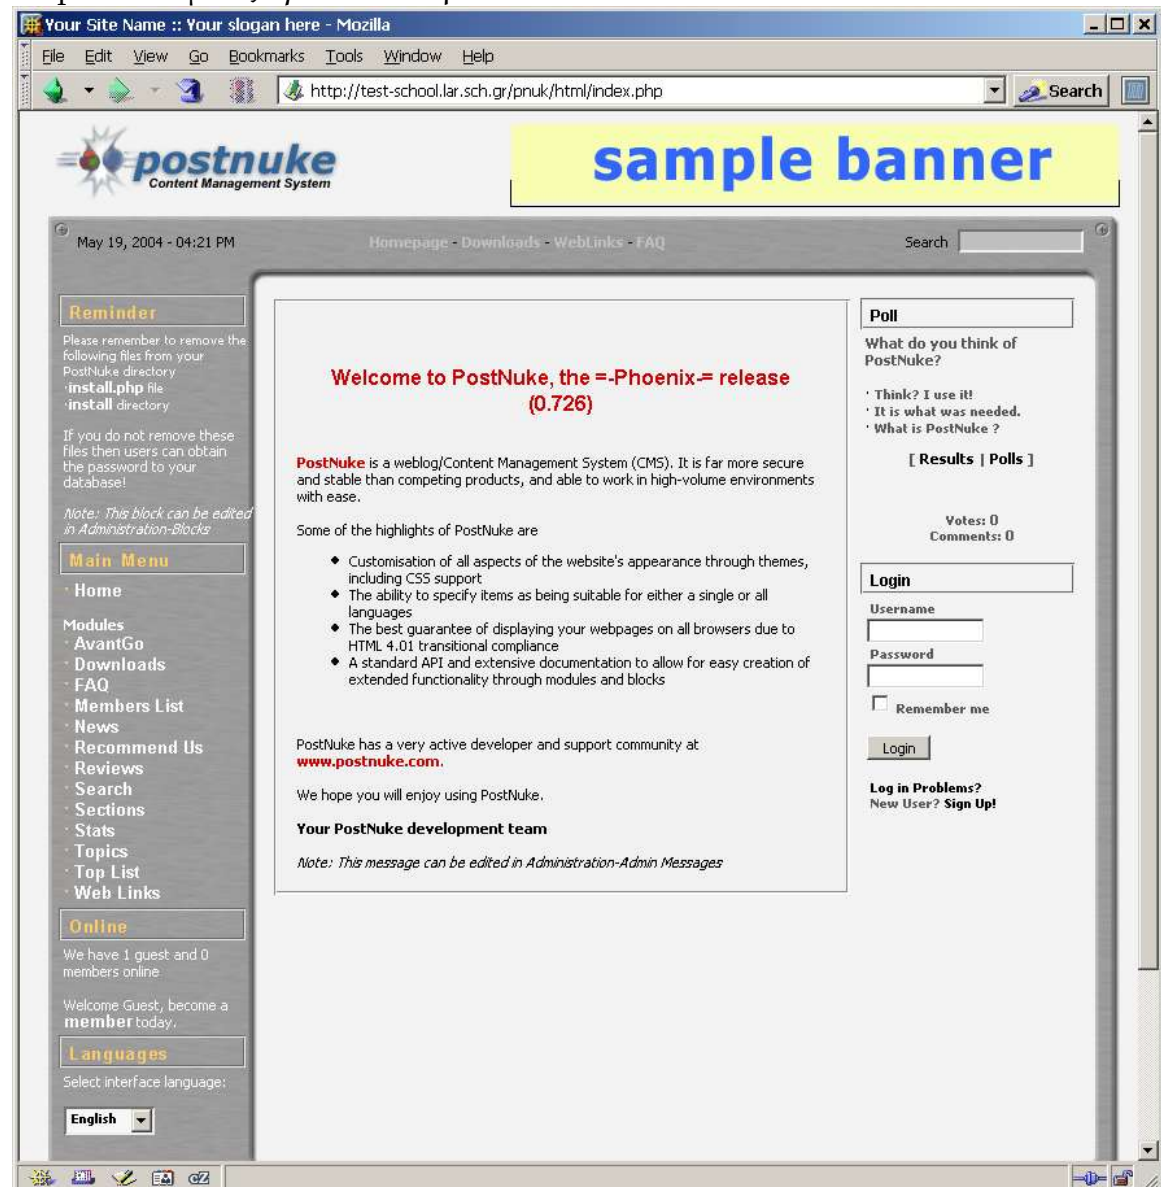 Your Site Name :: Your slogan here - Mozilla
File Edit View Go Bookmarks Tools Window Help
http://test-school.lar.sch.gr/pnuk/html/index.php Search
postnuke
Content Management System
sample banner
May 19, 2004 - 04:21 PM
Homepage - Downloads - WebLinks - FAQ
Search
Reminder
Please remember to remove the
following files from your
PostNuke directory
·install.php file
·install directory
If you do not remove these
files then users can obtain
the password to your
database!
Note: This block can be edited
in Administration-Blocks
Main Menu
· Home
Modules
· AvantGo
· Downloads
· FAQ
· Members List
· News
· Recommend Us
· Reviews
· Search
· Sections
· Stats
· Topics
· Top List
· Web Links
Online
We have 1 guest and 0
members online
Welcome Guest, become a
member today.
Languages
Select interface language:
English
Welcome to PostNuke, the =-Phoenix-= release
(0.726)
PostNuke is a weblog/Content Management System (CMS). It is far more secure
and stable than competing products, and able to work in high-volume environments
with ease.
Some of the highlights of PostNuke are
• Customisation of all aspects of the website's appearance through themes,
including CSS support
• The ability to specify items as being suitable for either a single or all
languages
• The best guarantee of displaying your webpages on all browsers due to
HTML 4.01 transitional compliance
• A standard API and extensive documentation to allow for easy creation of
extended functionality through modules and blocks
PostNuke has a very active developer and support community at
www.postnuke.com.
We hope you will enjoy using PostNuke.
Your PostNuke development team
Note: This message can be edited in Administration-Admin Messages
Poll
What do you think of
PostNuke?
· Think? I use it!
· It is what was needed.
· What is PostNuke ?
[ Results | Polls ]
Votes: 0
Comments: 0
Login
Username
Password
Remember me
Login
Log in Problems?
New User? Sign Up!